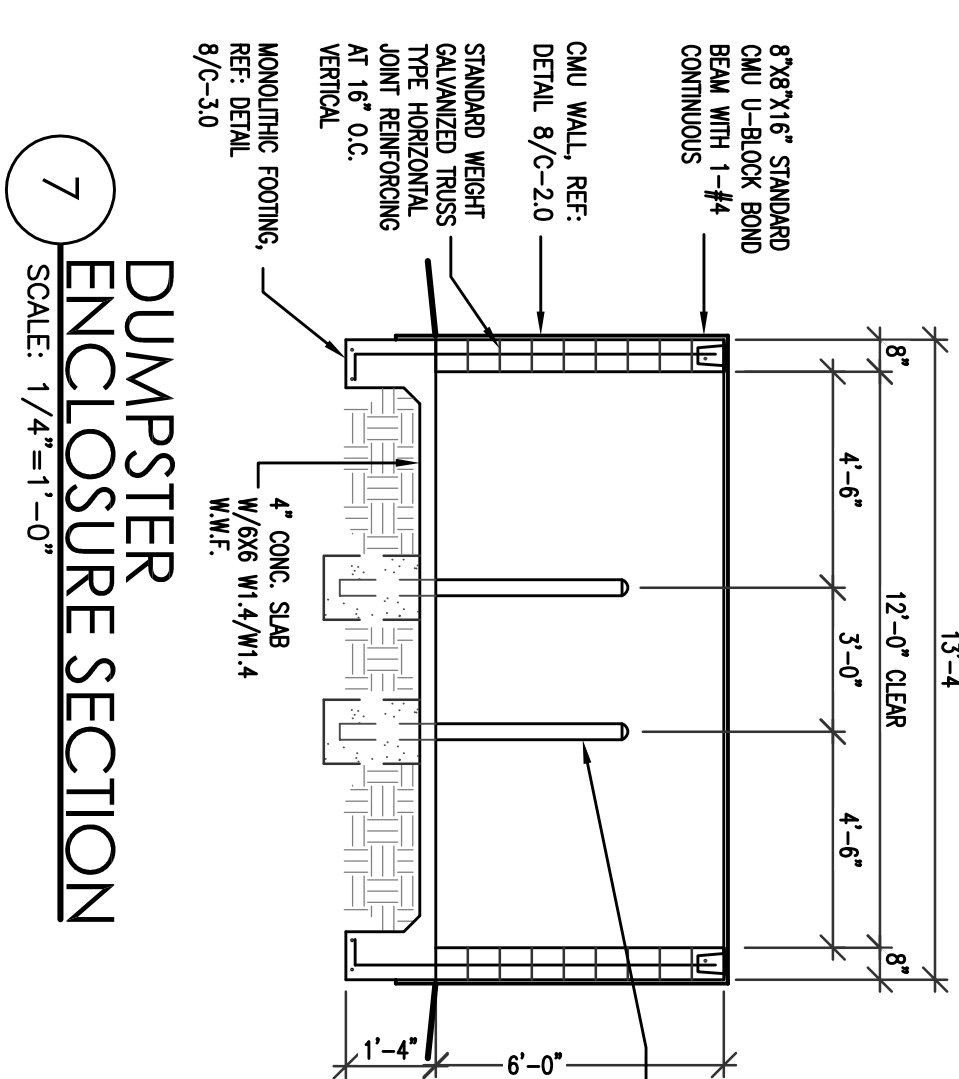 13'-4
12'-0" CLEAR
8"
4'-6"
3'-0"
4'-6"
8"
8"X8"X16" STANDARD
CMU U-BLOCK BOND
BEAM WITH 1-#4
CONTINUOUS
CMU WALL, REF:
DETAIL 8/C-2.0
STANDARD WEIGHT
GALVANIZED TRUSS
TYPE HORIZONTAL
JOINT REINFORCING
AT 16" O.C.
VERTICAL
MONOLITHIC FOOTING,
REF: DETAIL
8/C-3.0
4" CONC. SLAB
W/6X6 W1.4/W1.4
W.W.F.
6'-0"
1'-4"
7
DUMPSTER
ENCLOSURE SECTION
SCALE: 1/4"=1'-0"